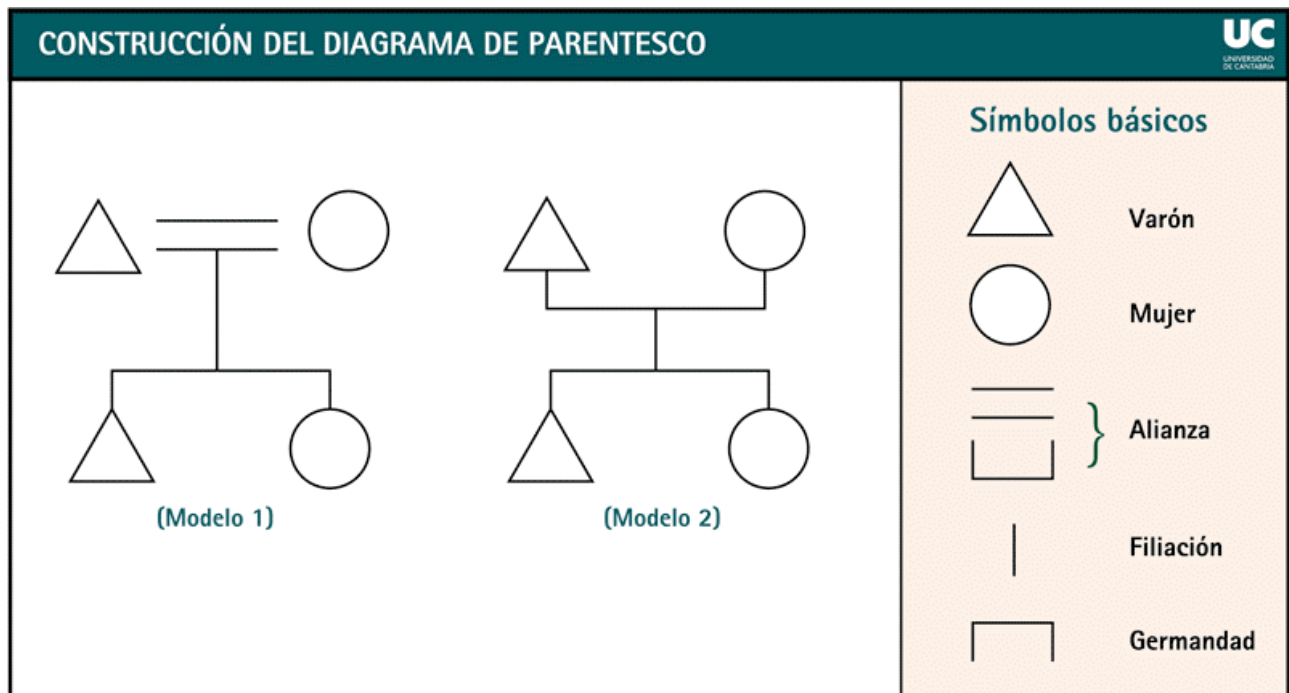 CONSTRUCCIÓN DEL DIAGRAMA DE PARENTESCO
UC
UNIVERSIDAD
DE CANTABRIA
(Modelo 1)
(Modelo 2)
Símbolos básicos
Varón
Mujer
Alianza
Filiación
Germandad